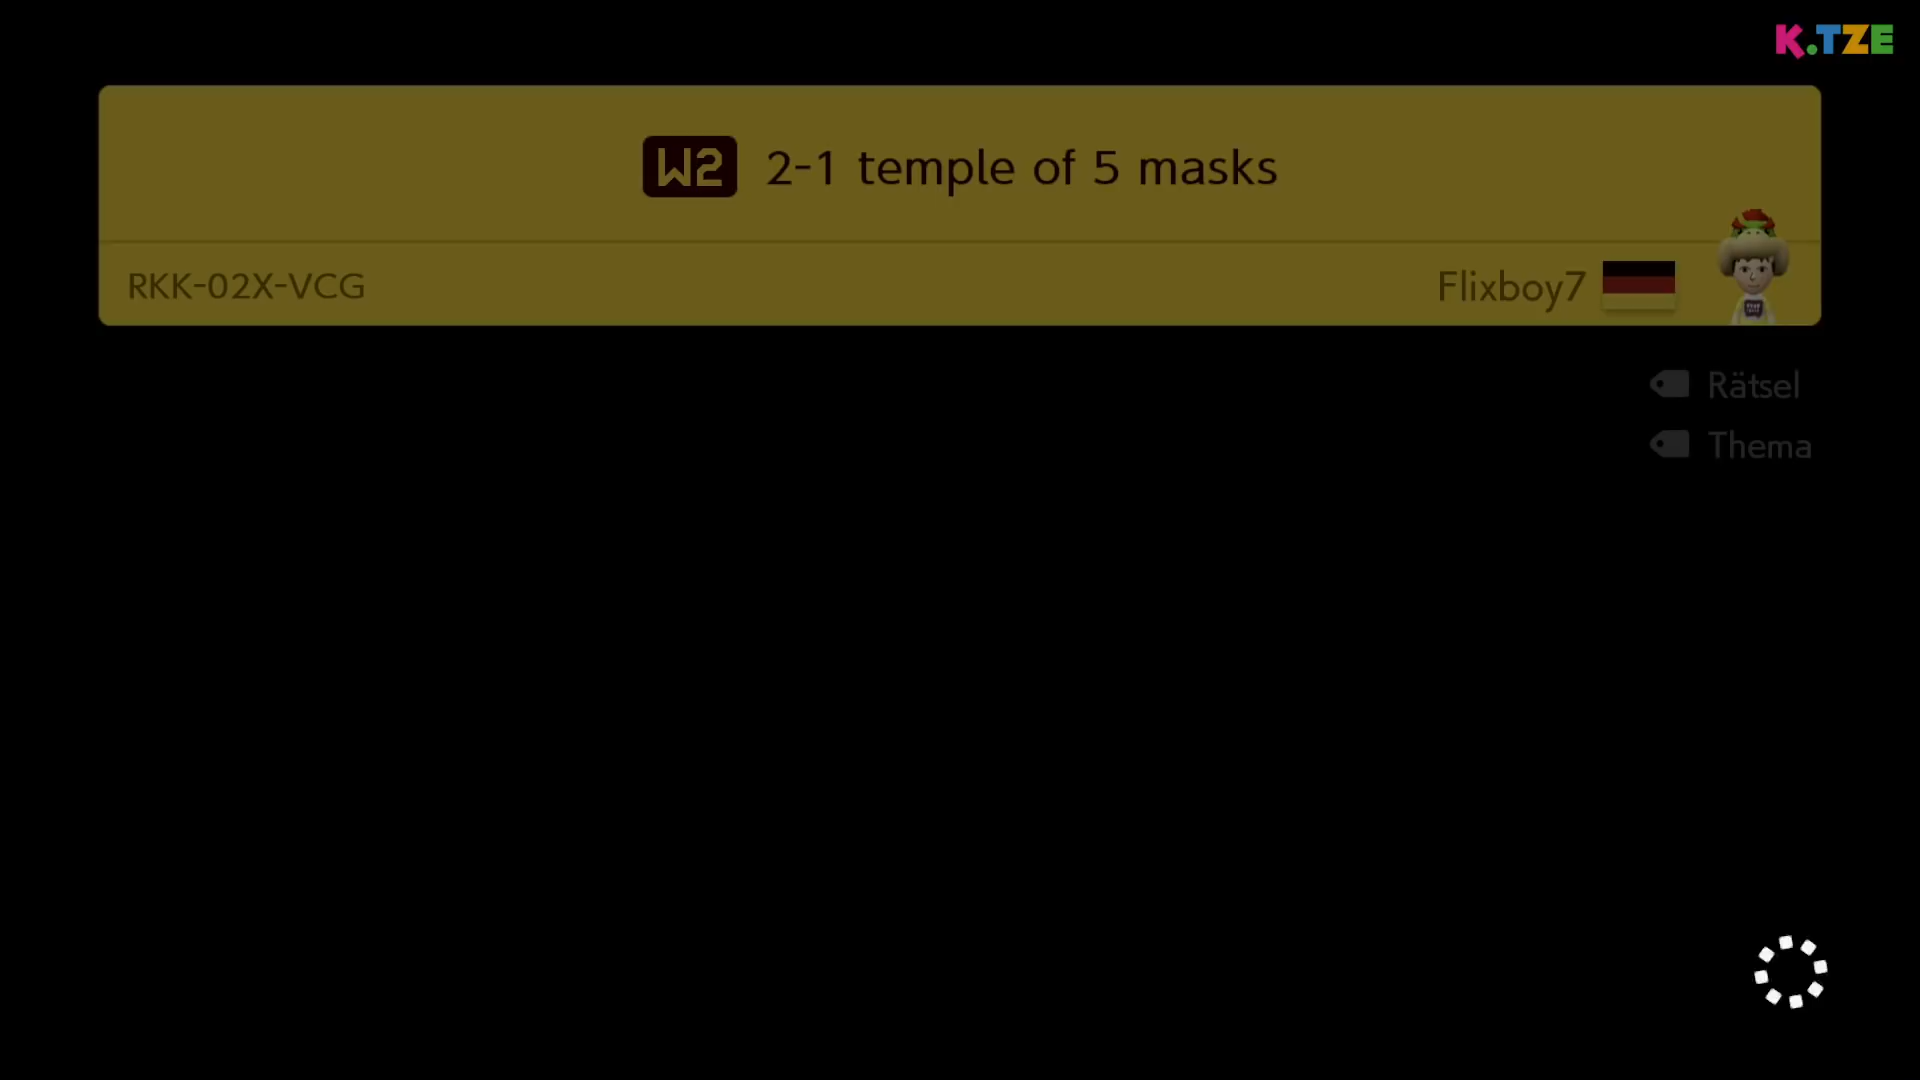 K.TZE
W2 2-1 temple of 5 masks
RKK-02X-VCG
Flixboy7
Rätsel
Thema